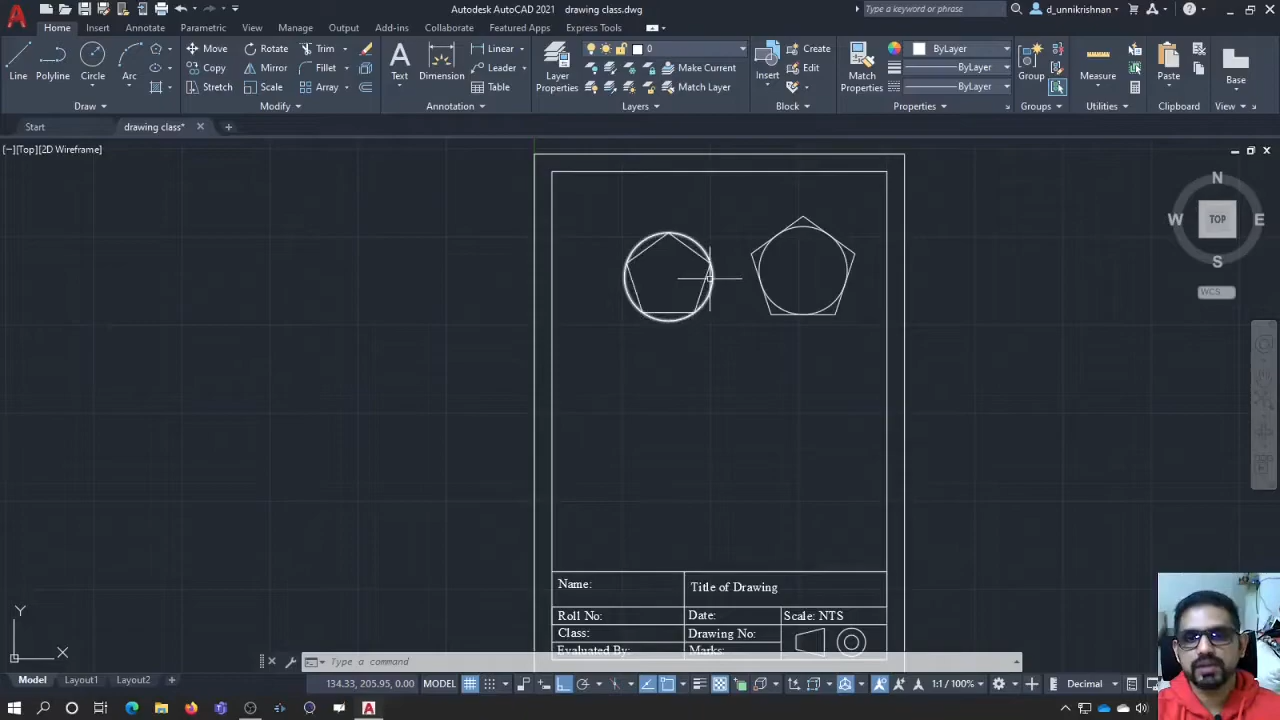 Autodesk AutoCAD 2021 drawing class.dwg
Type a keyword or phrase
d_unnikrishnan
Home Insert Annotate Parametric View Manage Output Add-ins Collaborate Featured Apps Express Tools
Line Polyline Circle Arc
Move Rotate Trim
Copy Mirror Fillet
Stretch Scale Array
Text Dimension
Linear
Leader
Table
Layer Properties
0
Make Current
Match Layer
Insert
Create
Edit
Match Properties
ByLayer
ByLayer
ByLayer
Group Measure Paste Base
Draw Modify Annotation Layers Block Properties Groups Utilities Clipboard View
Start drawing class*
[−][Top][2D Wireframe]
N
W TOP E
S
WCS
Name: Title of Drawing
Roll No: Date: Scale: NTS
Class: Drawing No:
Evaluated By: Marks:
Y
X
Type a command
Model Layout1 Layout2
134.33, 205.95, 0.00 MODEL 1:1 / 100% Decimal